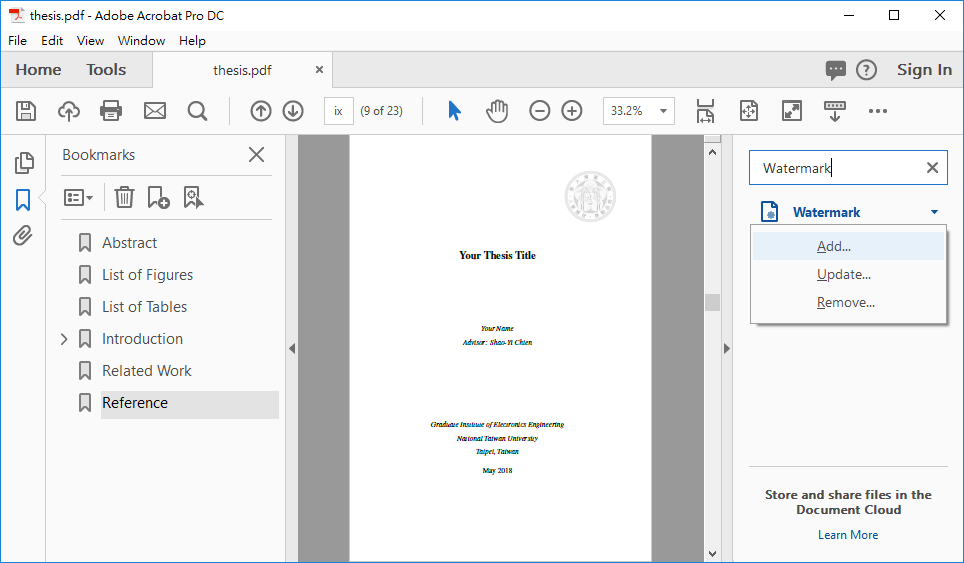 thesis.pdf - Adobe Acrobat Pro DC
File Edit View Window Help
Home Tools thesis.pdf × Sign In
ix (9 of 23) 33.2%
Bookmarks
Abstract
List of Figures
List of Tables
Introduction
Related Work
Reference
Your Thesis Title
Your Name
Advisor: Shao-Yi Chien
Graduate Institute of Electronics Engineering
National Taiwan University
Taipei, Taiwan
May 2018
Watermark
Watermark
Add...
Update...
Remove...
Store and share files in the
Document Cloud
Learn More